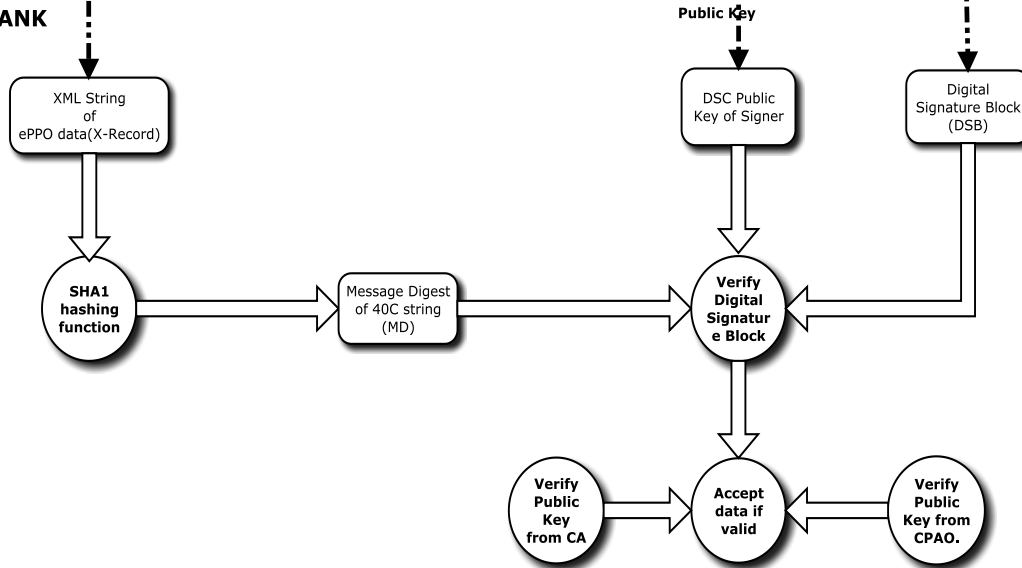 ANK
Public Key
XML String
of
ePPO data(X-Record)
DSC Public
Key of Signer
Digital
Signature Block
(DSB)
SHA1
hashing
function
Message Digest
of 40C string
(MD)
Verify
Digital
Signatur
e Block
Verify
Public
Key
from CA
Accept
data if
valid
Verify
Public
Key from
CPAO.